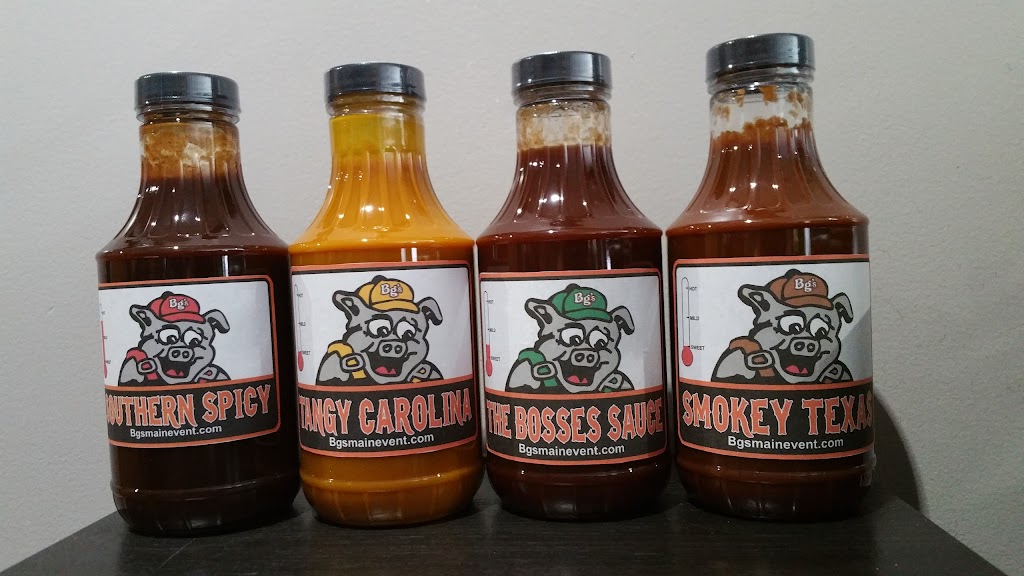 Bg's
SOUTHERN SPICY
Bgsmainevent.com
Bg's
HOT
MILD
SWEET
TANGY CAROLINA
Bgsmainevent.com
Bg's
HOT
MILD
SWEET
THE BOSSES SAUCE
Bgsmainevent.com
Bg's
HOT
MILD
SWEET
SMOKEY TEXAS
Bgsmainevent.com